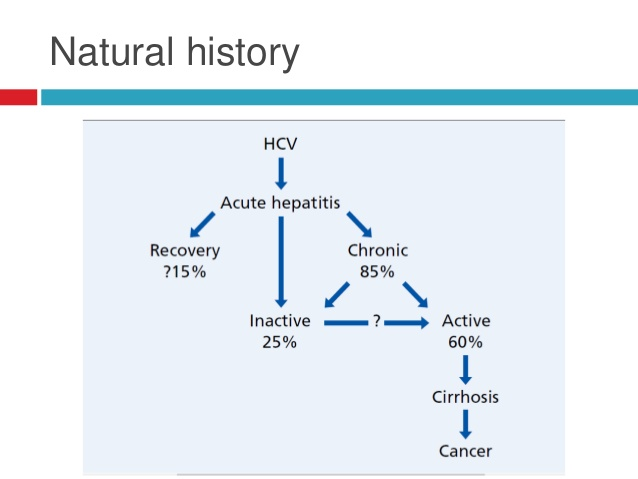 Natural history
HCV
Acute hepatitis
Recovery
?15%
Chronic
85%
Inactive
25%
?
Active
60%
Cirrhosis
Cancer